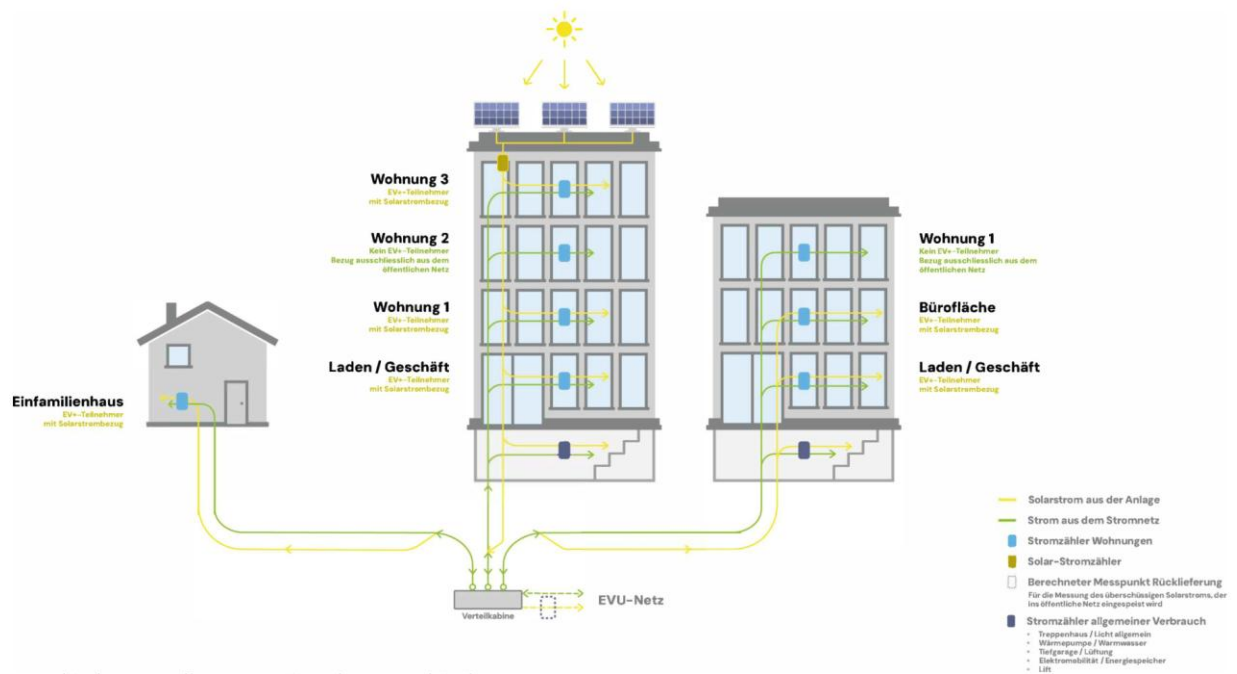 Wohnung 3
EV+-Teilnehmer
mit Solarstrombezug
Wohnung 2
Kein EV+-Teilnehmer
Bezug ausschliesslich aus dem
öffentlichen Netz
Wohnung 1
EV+-Teilnehmer
mit Solarstrombezug
Laden / Geschäft
EV+-Teilnehmer
mit Solarstrombezug
Einfamilienhaus
EV+-Teilnehmer
mit Solarstrombezug
Wohnung 1
Kein EV+-Teilnehmer
Bezug ausschliesslich aus dem
öffentlichen Netz
Bürofläche
EV+-Teilnehmer
mit Solarstrombezug
Laden / Geschäft
EV+-Teilnehmer
mit Solarstrombezug
Verteilkabine
EVU-Netz
Solarstrom aus der Anlage
Strom aus dem Stromnetz
Stromzähler Wohnungen
Solar-Stromzähler
Berechneter Messpunkt Rücklieferung
Für die Messung des überschüssigen Solarstroms, der
ins öffentliche Netz eingespeist wird
Stromzähler allgemeiner Verbrauch
• Treppenhaus / Licht allgemein
• Wärmepumpe / Warmwasser
• Tiefgarage / Lüftung
• Elektromobilität / Energiespeicher
• Lift